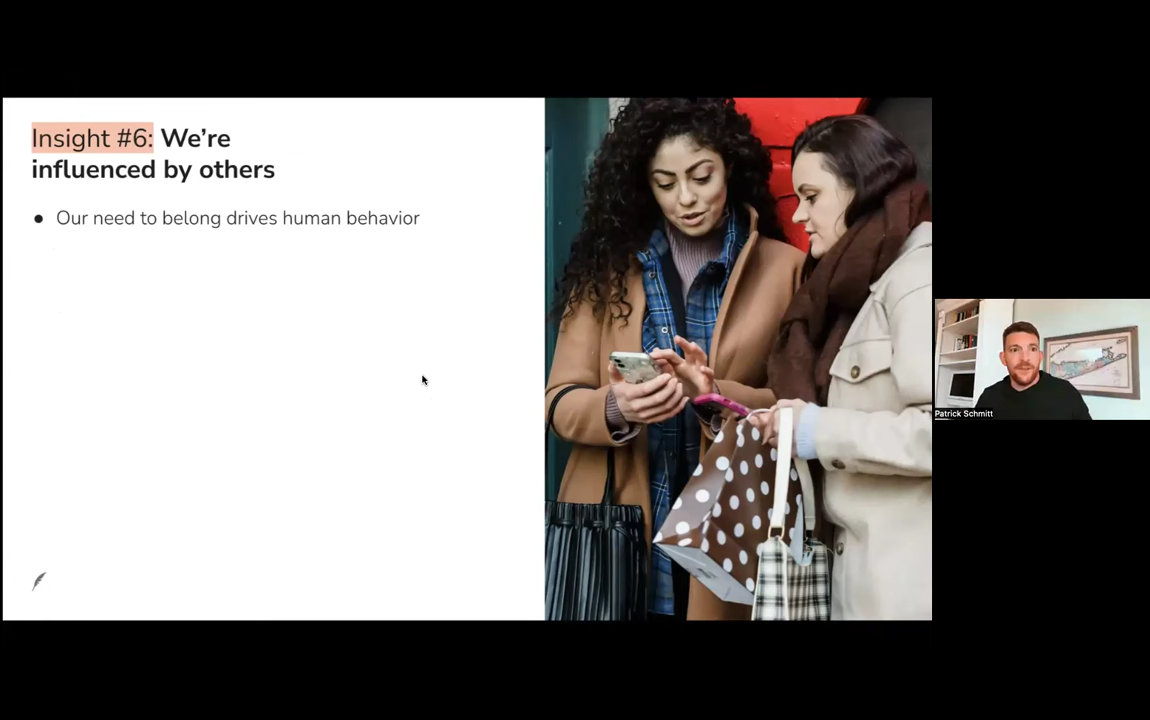 Insight #6: We’re
influenced by others
● Our need to belong drives human behavior
Patrick Schmitt